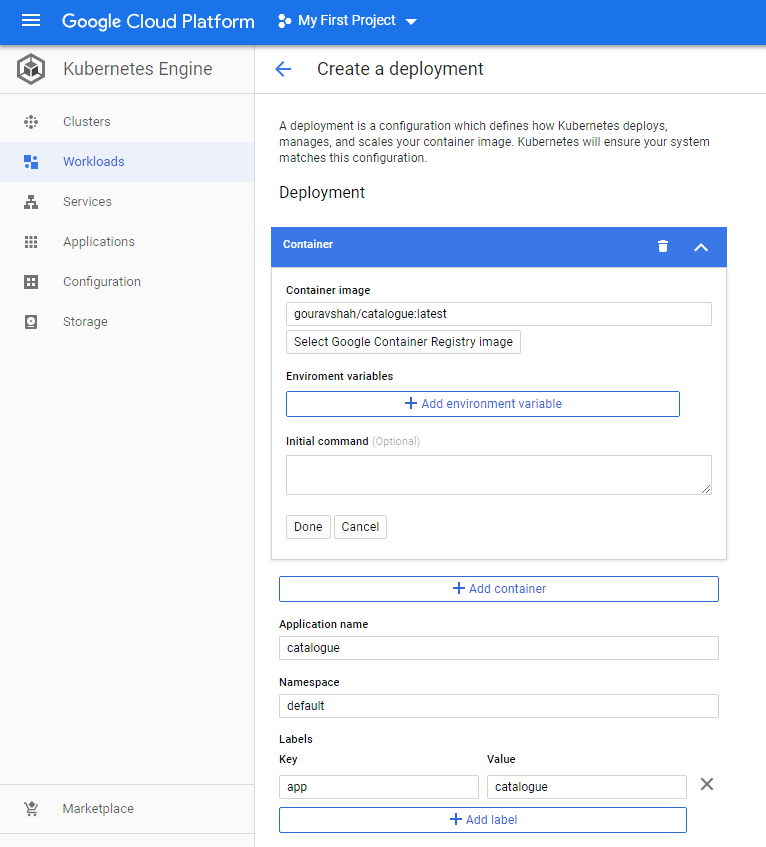 Google Cloud Platform My First Project
Kubernetes Engine
Create a deployment
Clusters
Workloads
Services
Applications
Configuration
Storage
Marketplace
A deployment is a configuration which defines how Kubernetes deploys,
manages, and scales your container image. Kubernetes will ensure your system
matches this configuration.
Deployment
Container
Container image
gouravshah/catalogue:latest
Select Google Container Registry image
Enviroment variables
Add environment variable
Initial command (Optional)
Done Cancel
Add container
Application name
catalogue
Namespace
default
Labels
Key Value
app catalogue
Add label